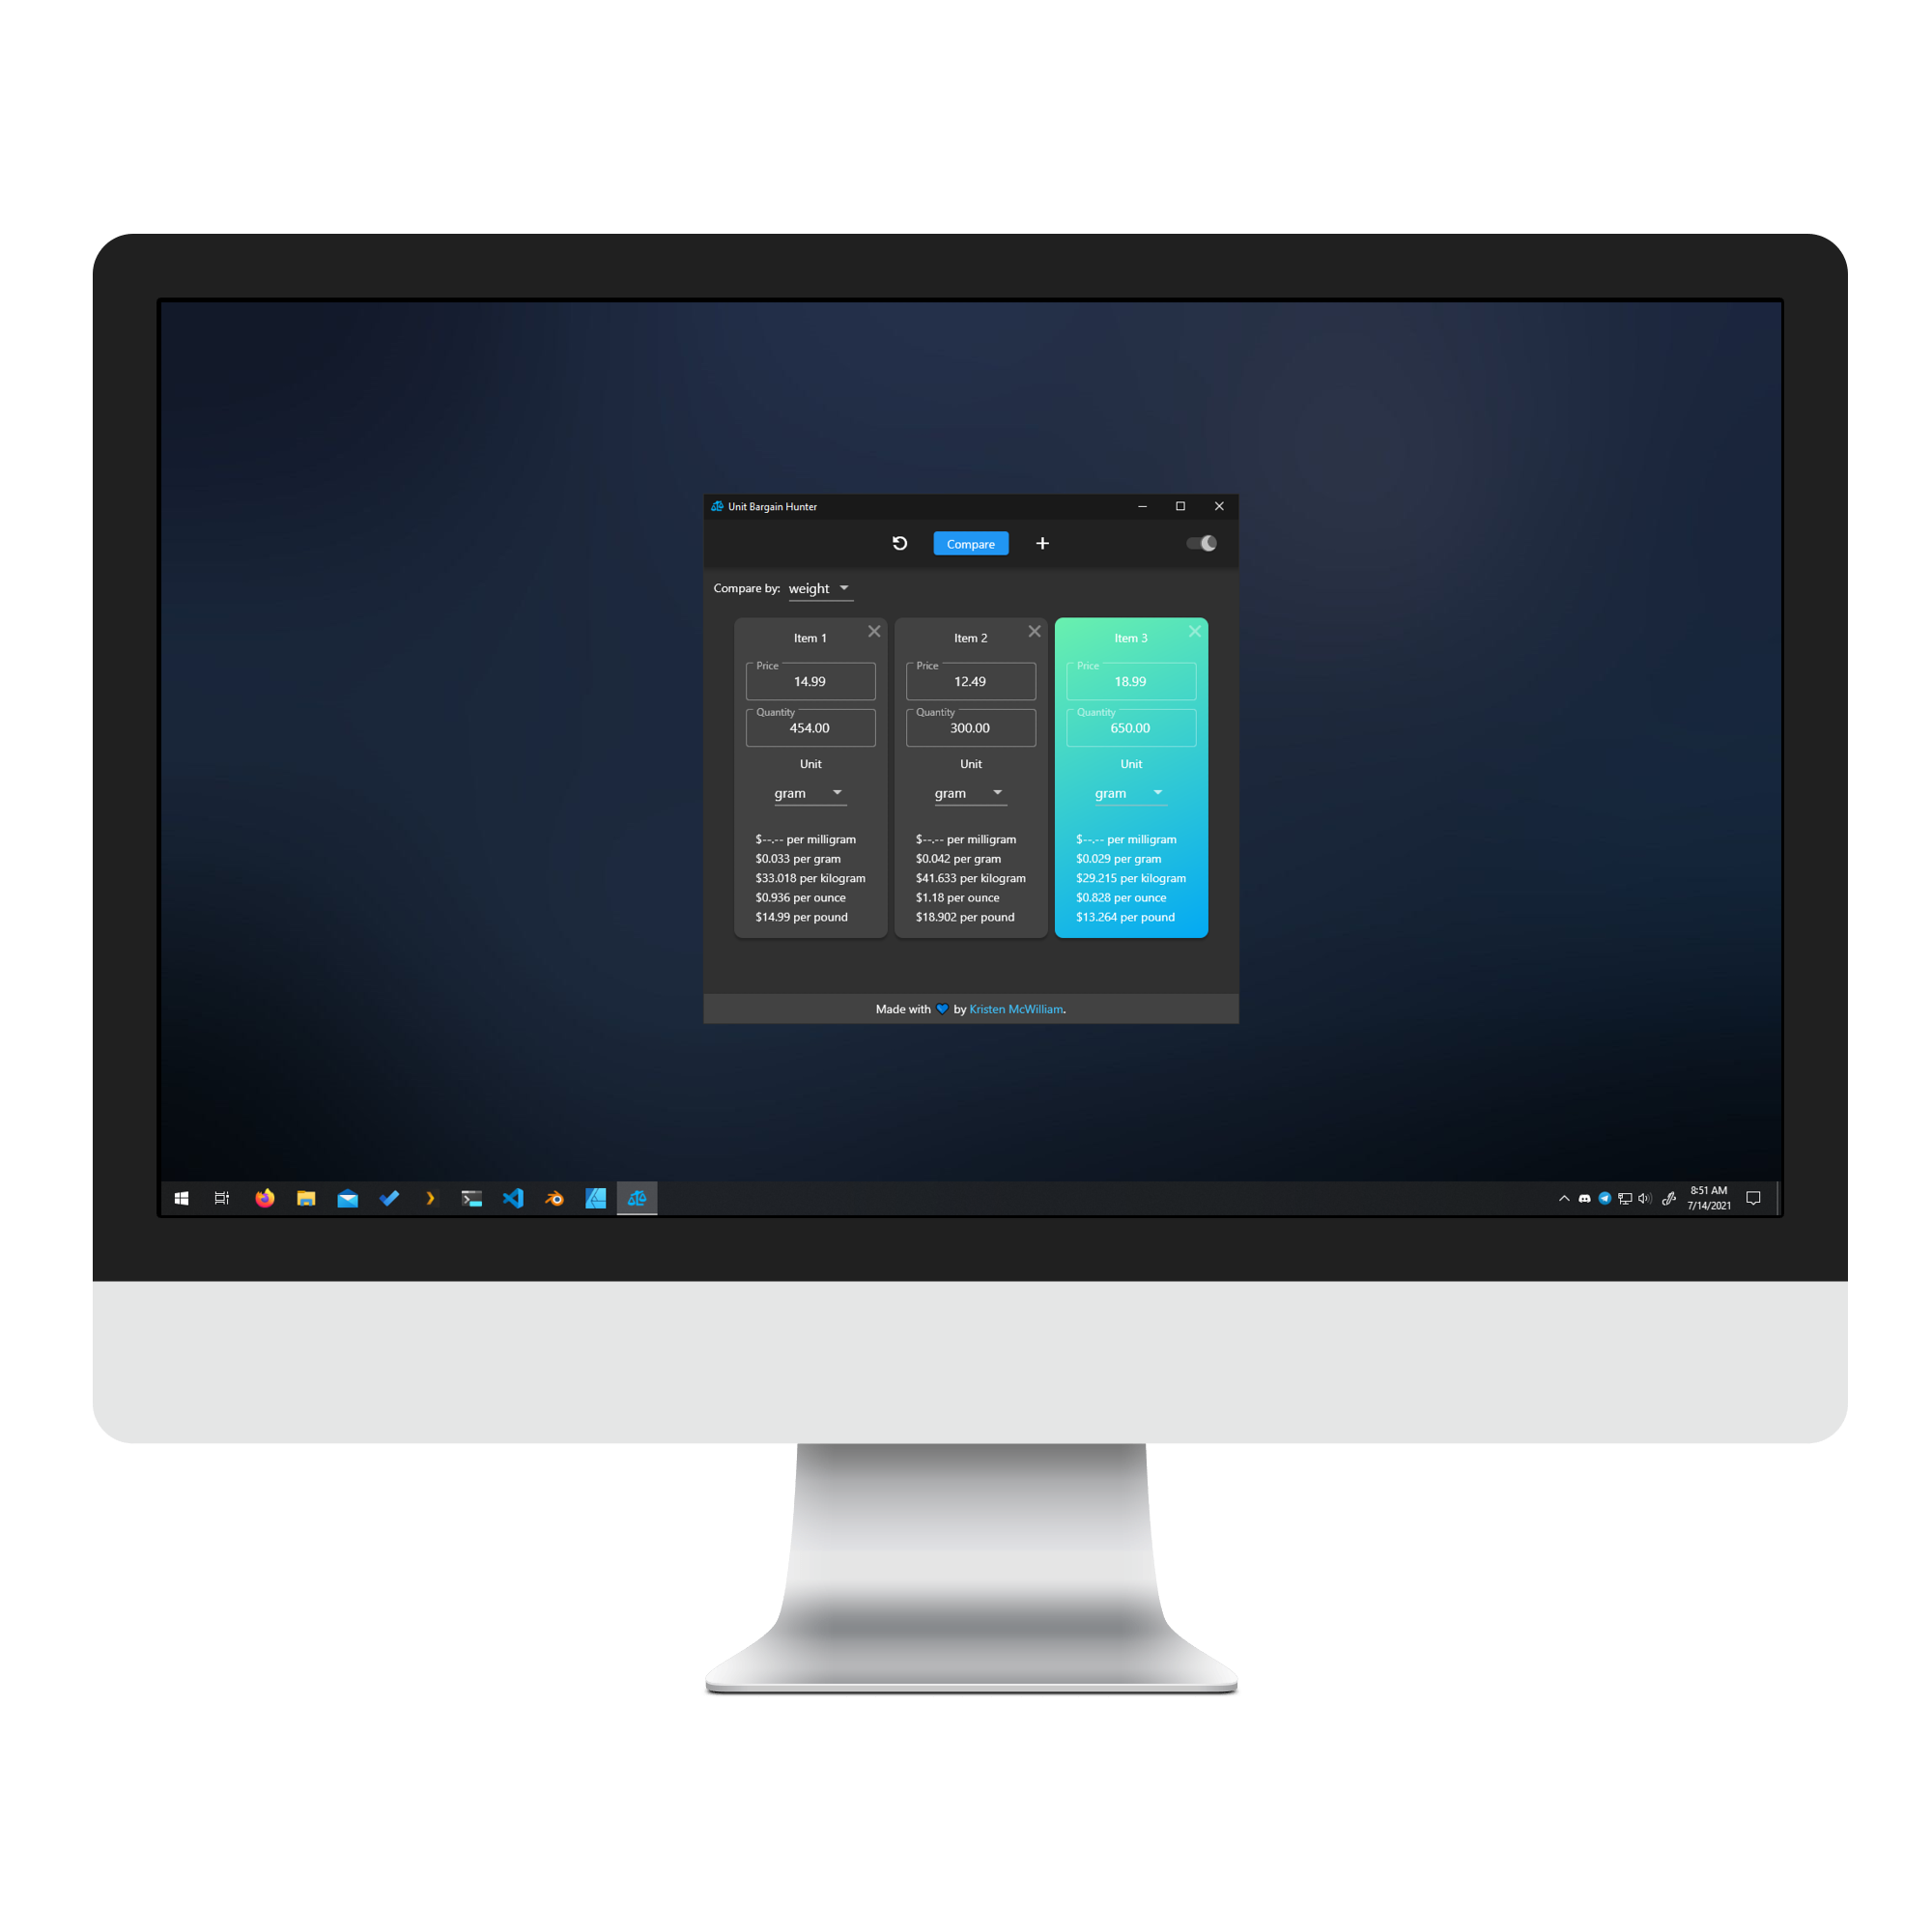 Unit Bargain Hunter
Compare
Compare by: weight
Item 1
Price
14.99
Quantity
454.00
Unit
gram
$--.-- per milligram
$0.033 per gram
$33.018 per kilogram
$0.936 per ounce
$14.99 per pound
Item 2
Price
12.49
Quantity
300.00
Unit
gram
$--.-- per milligram
$0.042 per gram
$41.633 per kilogram
$1.18 per ounce
$18.902 per pound
Item 3
Price
18.99
Quantity
650.00
Unit
gram
$--.-- per milligram
$0.029 per gram
$29.215 per kilogram
$0.828 per ounce
$13.264 per pound
Made with 💙 by Kristen McWilliam.
8:51 AM
7/14/2021